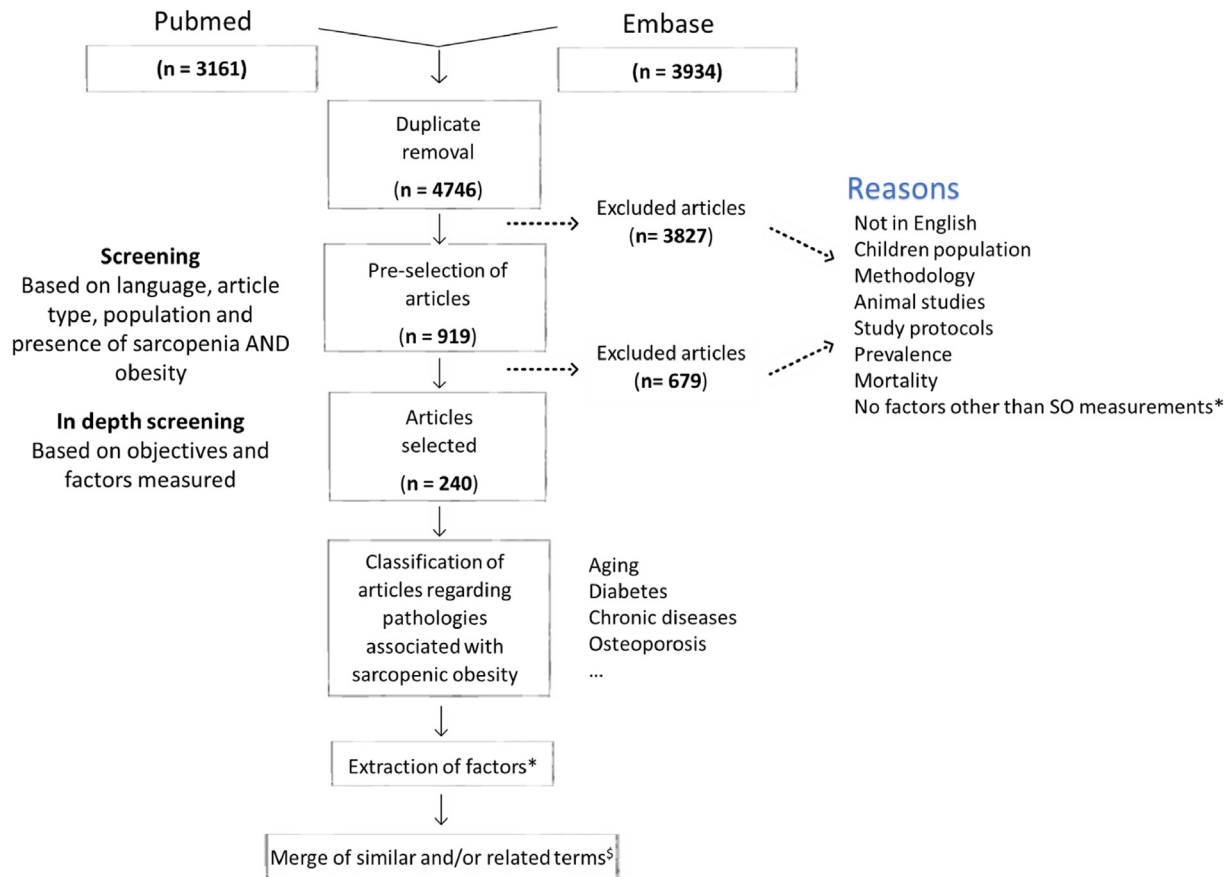 Pubmed
(n = 3161)
Embase
(n = 3934)
Duplicate
removal
(n = 4746)
Excluded articles
(n= 3827)
Reasons
Not in English
Children population
Methodology
Animal studies
Study protocols
Prevalence
Mortality
No factors other than SO measurements*
Screening
Based on language, article
type, population and
presence of sarcopenia AND
obesity
Pre-selection of
articles
(n = 919)
Excluded articles
(n= 679)
In depth screening
Based on objectives and
factors measured
Articles
selected
(n = 240)
Classification of
articles regarding
pathologies
associated with
sarcopenic obesity
Aging
Diabetes
Chronic diseases
Osteoporosis
...
Extraction of factors*
Merge of similar and/or related terms$